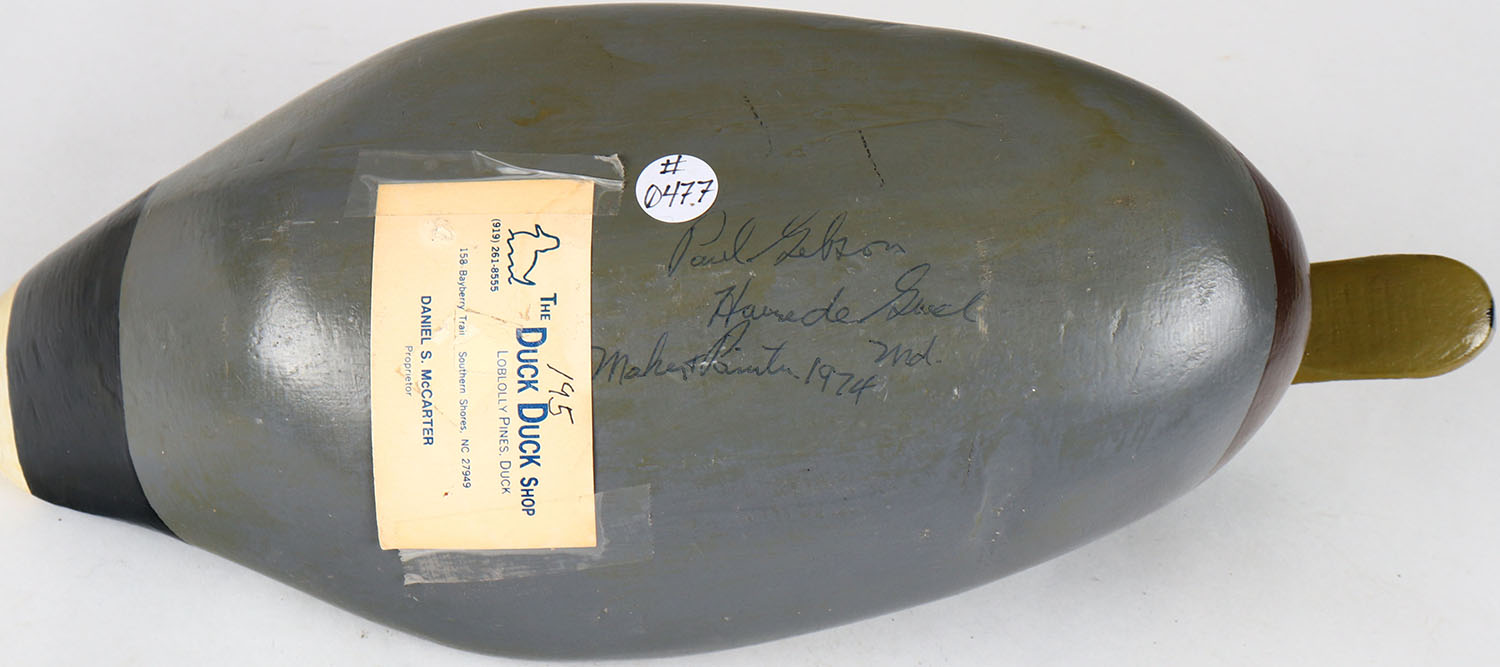 #
0477
Paul Gibson
Havre de Grace
Md.
Maker & Painter 1974
THE DUCK DUCK SHOP
LOBLOLLY PINES, DUCK
195
(919) 261-8555
158 Bayberry Trail Southern Shores, NC 27949
DANIEL S. McCARTER
Proprietor